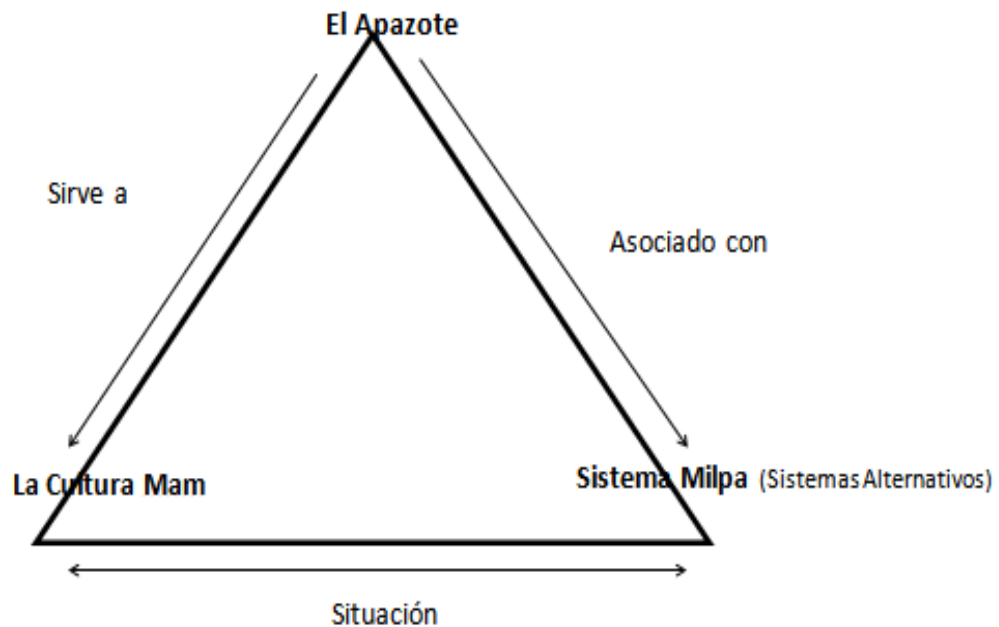 El Apazote
Sirve a
Asociado con
La Cultura Mam
Sistema Milpa (Sistemas Alternativos)
Situación